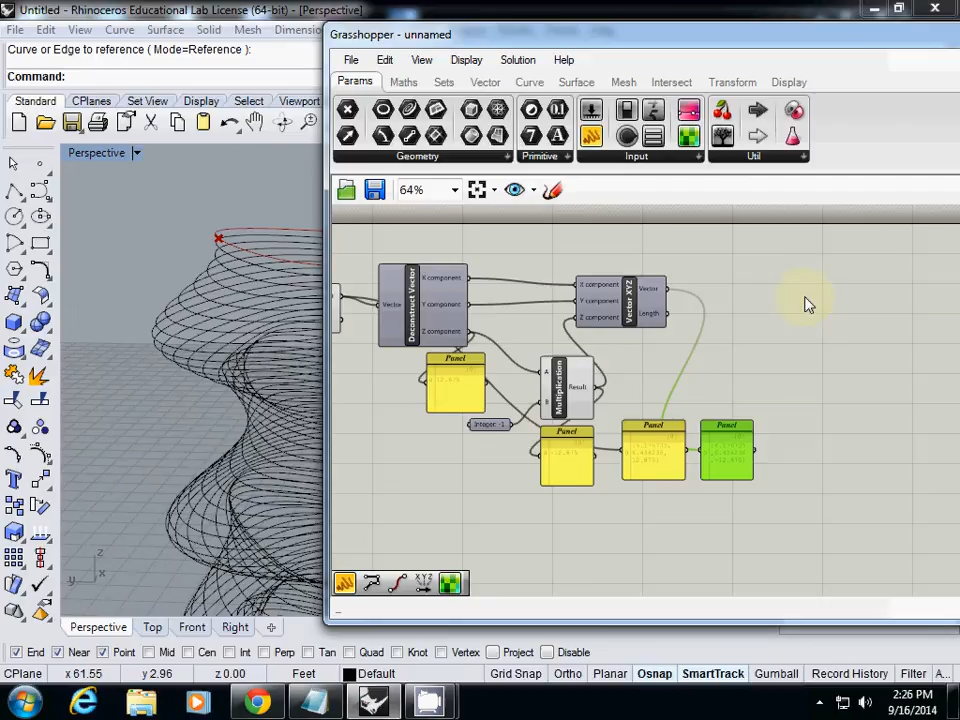 Untitled - Rhinoceros Educational Lab License (64-bit) - [Perspective]
File Edit View Curve Surface Solid Mesh Dimension
Curve or Edge to reference ( Mode=Reference ):
Command:
Standard CPlanes Set View Display Select Viewport
Perspective
Grasshopper - unnamed
File Edit View Display Solution Help
Params Maths Sets Vector Curve Surface Mesh Intersect Transform Display
Geometry Primitive Input Util
64%
Deconstruct Vector
Vector
X component
Y component
Z component
Vector XYZ
X component
Y component
Z component
Vector
Length
Panel
Multiplication
A
B
Result
Integer -1
Panel
Panel
Panel
z
y
x
Perspective Top Front Right
End Near Point Mid Cen Int Perp Tan Quad Knot Vertex Project Disable
CPlane x 61.55 y 2.96 z 0.00 Feet Default Grid Snap Ortho Planar Osnap SmartTrack Gumball Record History Filter A...
2:26 PM
9/16/2014